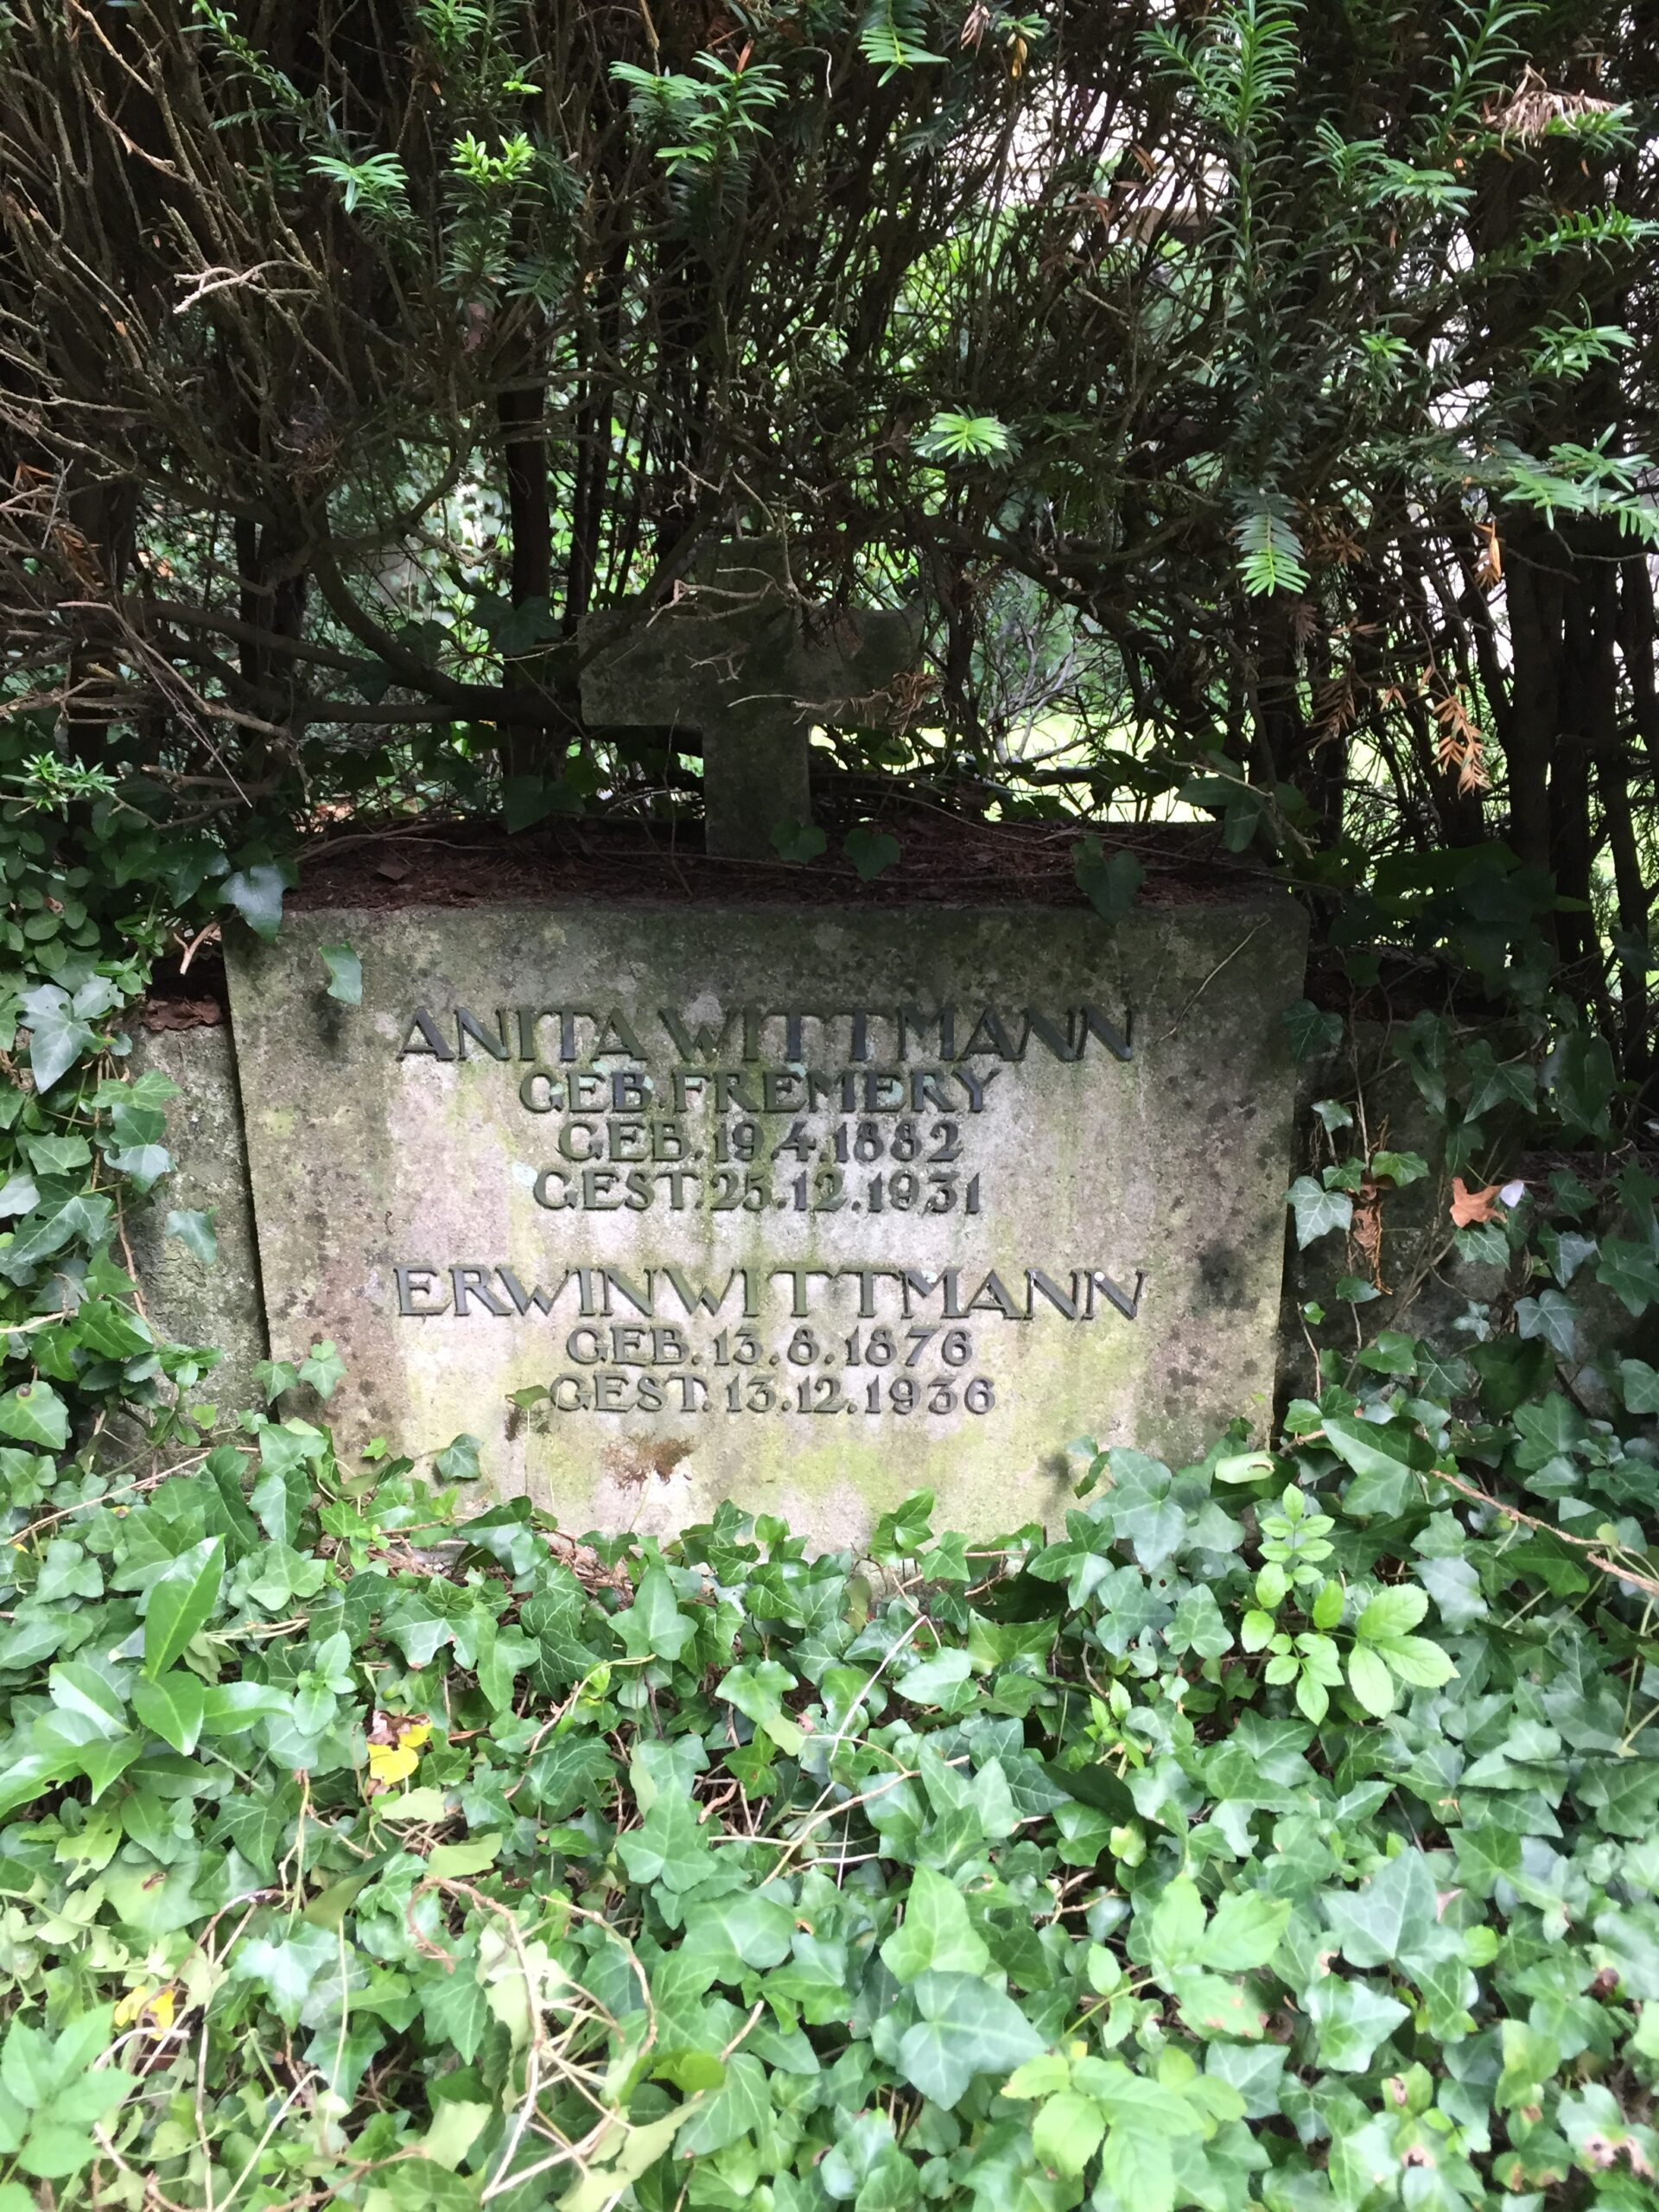 ANITA WITTMANN
GEB. FREMERY
GEB. 19.4.1882
GEST. 25.12.1931
ERWIN WITTMANN
GEB. 13.8.1876
GEST. 13.12.1936